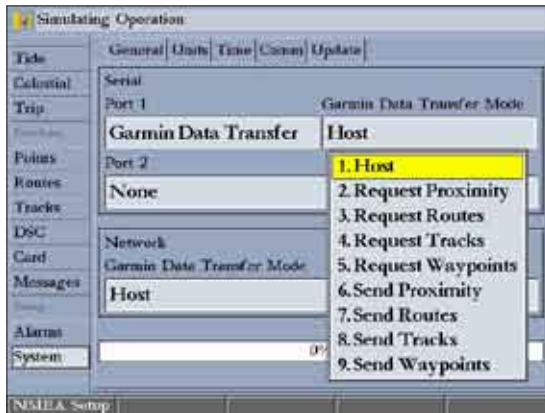 Simulating Operation
General Units Time Comm Update
Tide
Celestial
Trip
Points
Routes
Tracks
DSC
Card
Messages
Alarms
System
Serial
Port 1
Garmin Data Transfer Mode
Garmin Data Transfer
Host
Port 2
None
1. Host
2. Request Proximity
3. Request Routes
4. Request Tracks
5. Request Waypoints
6. Send Proximity
7. Send Routes
8. Send Tracks
9. Send Waypoints
Network
Garmin Data Transfer Mode
Host
0%
NMEA Setup